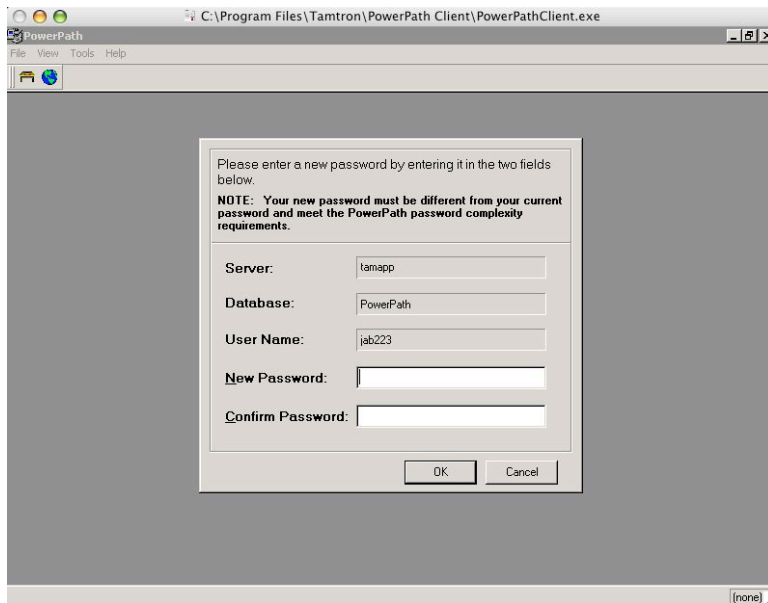 C:\Program Files\Tamtron\PowerPath Client\PowerPathClient.exe
PowerPath
File View Tools Help
Please enter a new password by entering it in the two fields
below.
NOTE: Your new password must be different from your current
password and meet the PowerPath password complexity
requirements.
Server: tamapp
Database: PowerPath
User Name: jab223
New Password:
Confirm Password:
OK Cancel
(none)